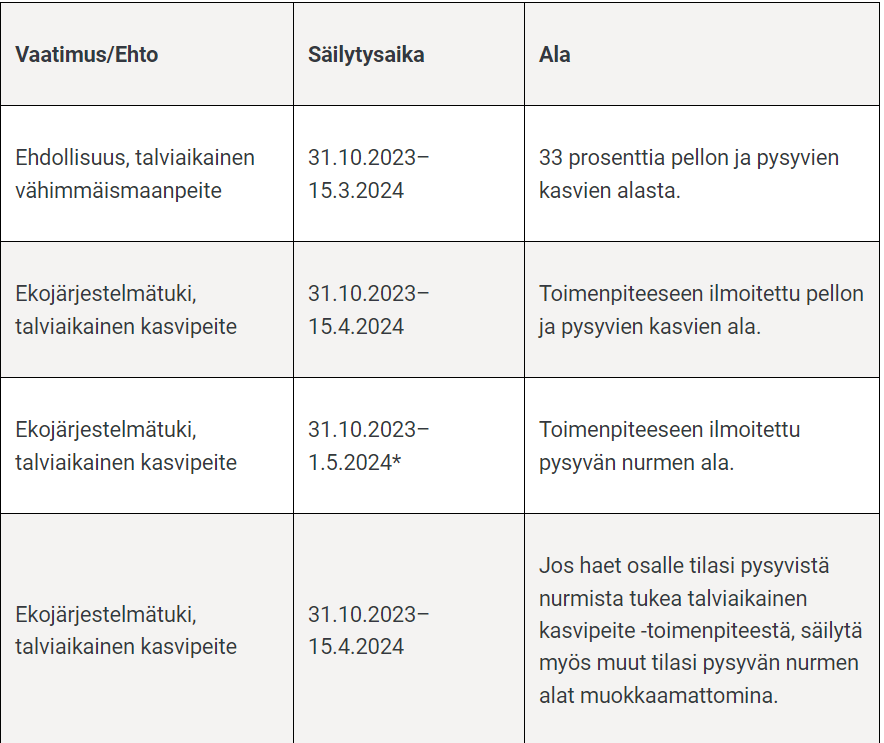 Vaatimus/Ehto
Säilytysaika
Ala
Ehdollisuus, talviaikainen
vähimmäismaanpeite
31.10.2023–
15.3.2024
33 prosenttia pellon ja pysyvien
kasvien alasta.
Ekojärjestelmätuki,
talviaikainen kasvipeite
31.10.2023–
15.4.2024
Toimenpiteeseen ilmoitettu pellon
ja pysyvien kasvien ala.
Ekojärjestelmätuki,
talviaikainen kasvipeite
31.10.2023–
1.5.2024*
Toimenpiteeseen ilmoitettu
pysyvän nurmen ala.
Ekojärjestelmätuki,
talviaikainen kasvipeite
31.10.2023–
15.4.2024
Jos haet osalle tilasi pysyvistä
nurmista tukea talviaikainen
kasvipeite -toimenpiteestä, säilytä
myös muut tilasi pysyvän nurmen
alat muokkaamattomina.